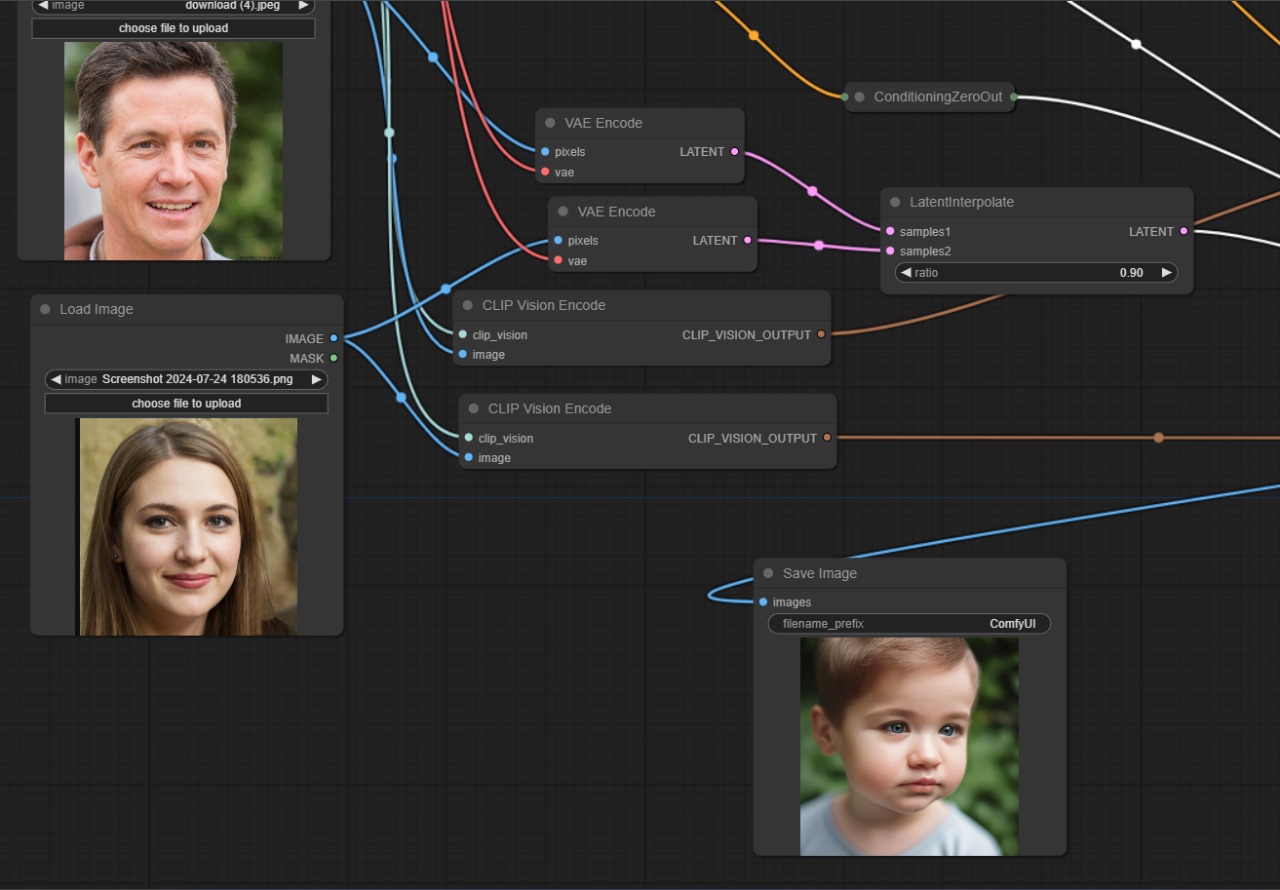 image download (4).jpeg
choose file to upload
ConditioningZeroOut
VAE Encode
pixels LATENT
vae
VAE Encode
pixels LATENT
vae
LatentInterpolate
samples1 LATENT
samples2
ratio 0.90
Load Image
IMAGE
MASK
image Screenshot 2024-07-24 180536.png
choose file to upload
CLIP Vision Encode
clip_vision CLIP_VISION_OUTPUT
image
CLIP Vision Encode
clip_vision CLIP_VISION_OUTPUT
image
Save Image
images
filename_prefix ComfyUI